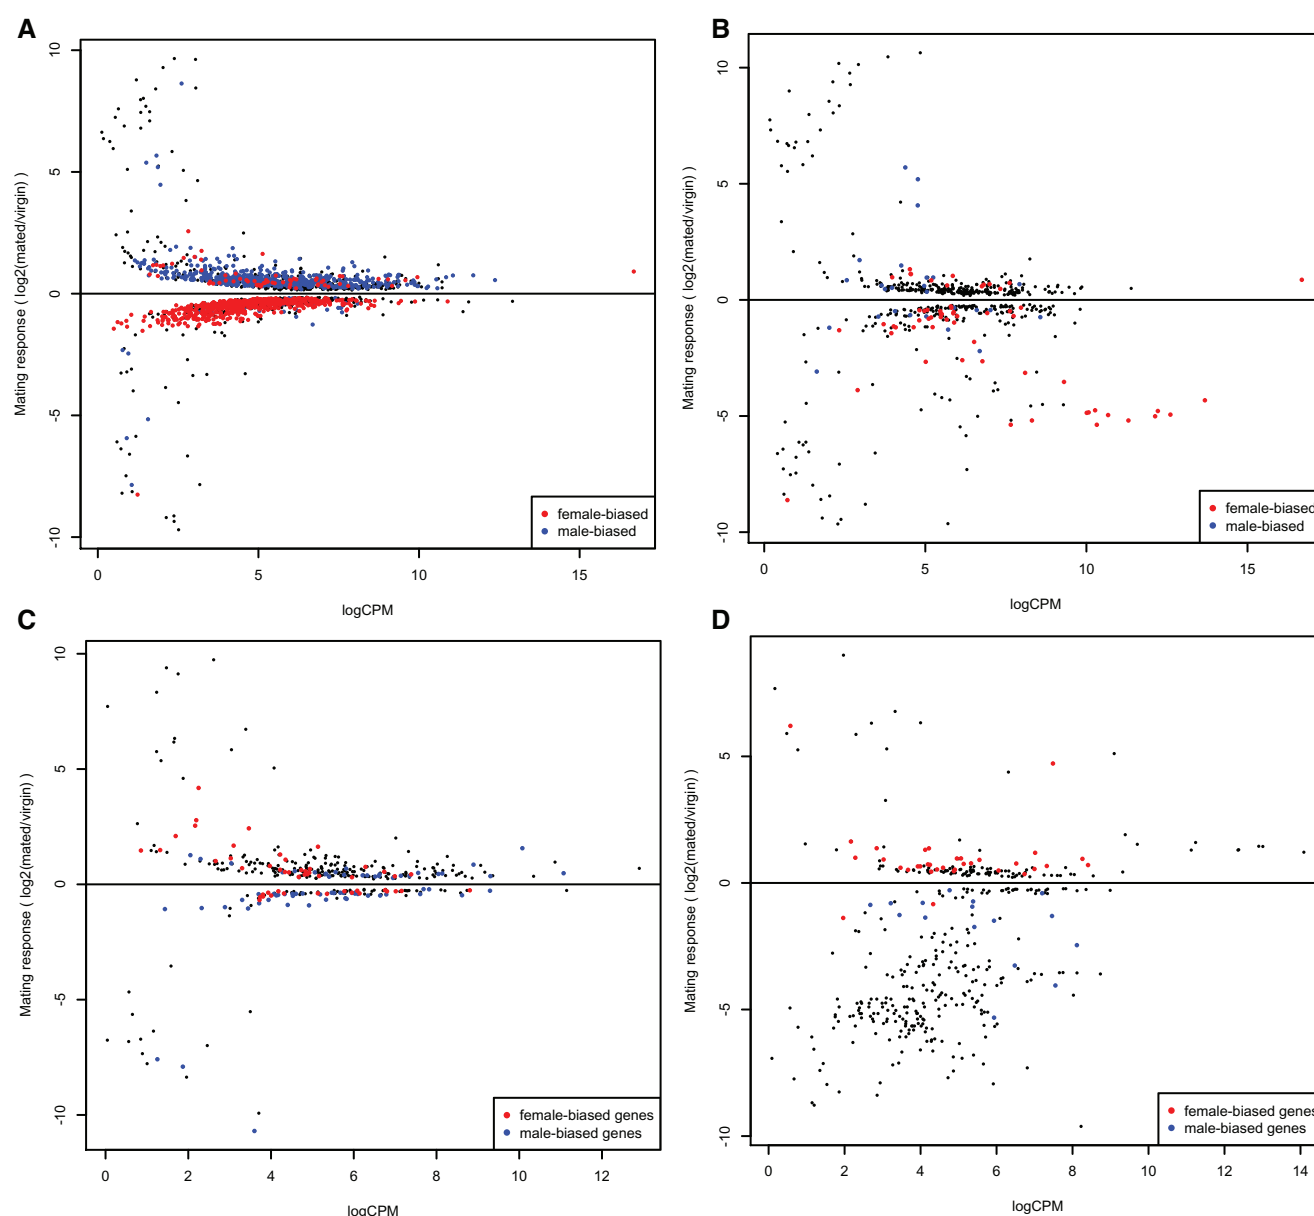 A
10
5
0
-5
-10
Mating response ( log2(mated/virgin) )
female-biased
male-biased
0 5 10 15
logCPM
B
10
5
0
-5
-10
Mating response ( log2(mated/virgin) )
female-biased
male-biased
0 5 10 15
logCPM
C
10
5
0
-5
-10
Mating response ( log2(mated/virgin) )
female-biased genes
male-biased genes
0 2 4 6 8 10 12
logCPM
D
5
0
-5
-10
Mating response ( log2(mated/virgin) )
female-biased genes
male-biased genes
0 2 4 6 8 10 12 14
logCPM